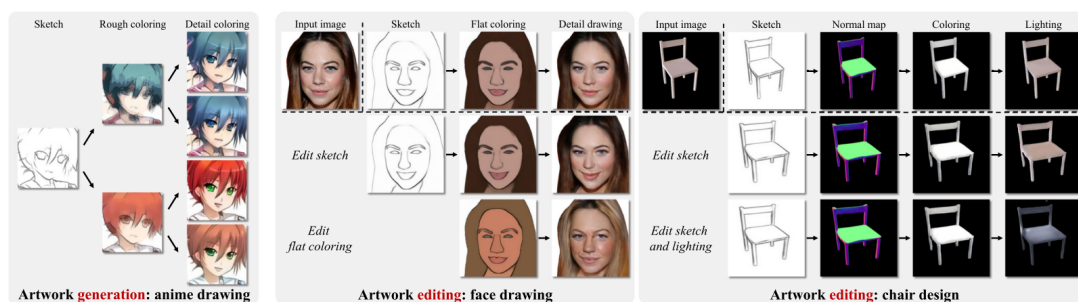 Sketch
Rough coloring
Detail coloring
Artwork generation: anime drawing
Input image
Sketch
Flat coloring
Detail drawing
Edit sketch
Edit
flat coloring
Artwork editing: face drawing
Input image
Sketch
Normal map
Coloring
Lighting
Edit sketch
Edit sketch
and lighting
Artwork editing: chair design